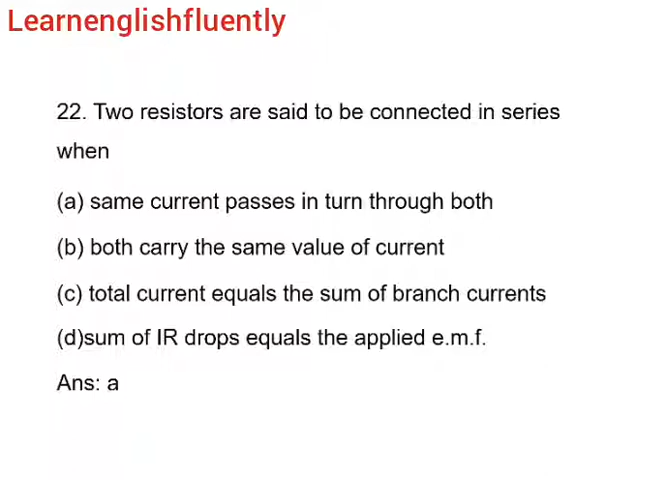 Learnenglishfluently
22. Two resistors are said to be connected in series
when
(a) same current passes in turn through both
(b) both carry the same value of current
(c) total current equals the sum of branch currents
(d)sum of IR drops equals the applied e.m.f.
Ans: a